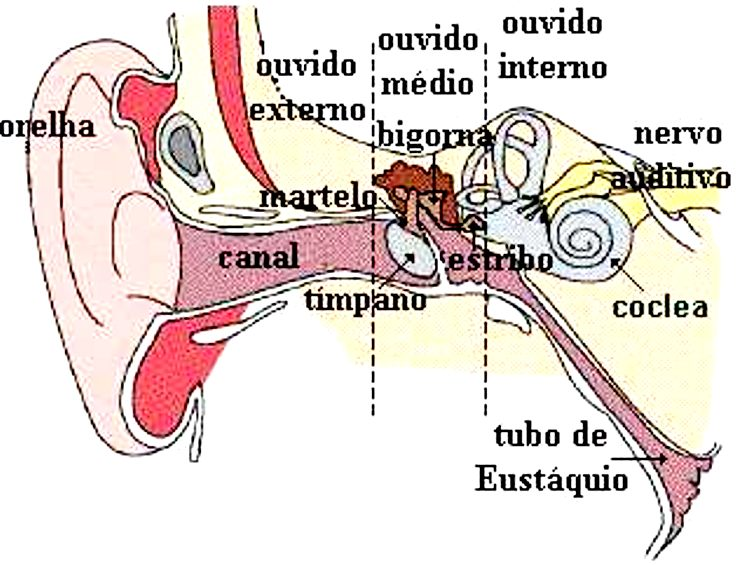 ouvido
externo
ouvido
médio
ouvido
interno
orelha
bigorna
nervo
auditivo
martelo
canal
estribo
tímpano
coclea
tubo de
Eustáquio